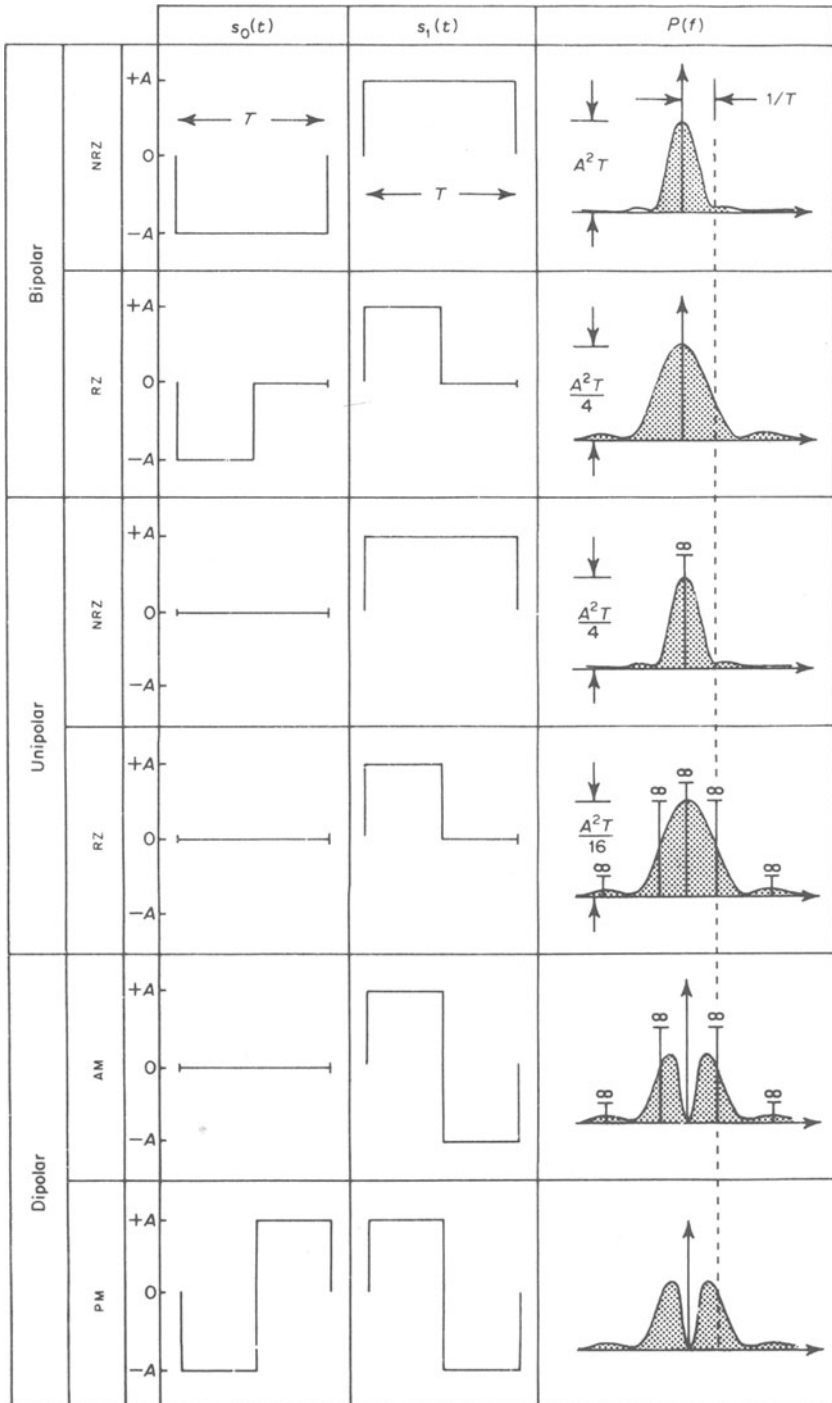 s₀(t) s₁(t) P(f)
Bipolar
NRZ
+A
0
−A
T
T
A²T
1/T
RZ
+A
0
−A
A²T/4
Unipolar
NRZ
+A
0
−A
∞
A²T/4
RZ
+A
0
−A
∞ ∞ ∞ ∞ ∞
A²T/16
Dipolar
AM
+A
0
−A
∞ ∞ ∞ ∞
PM
+A
0
−A